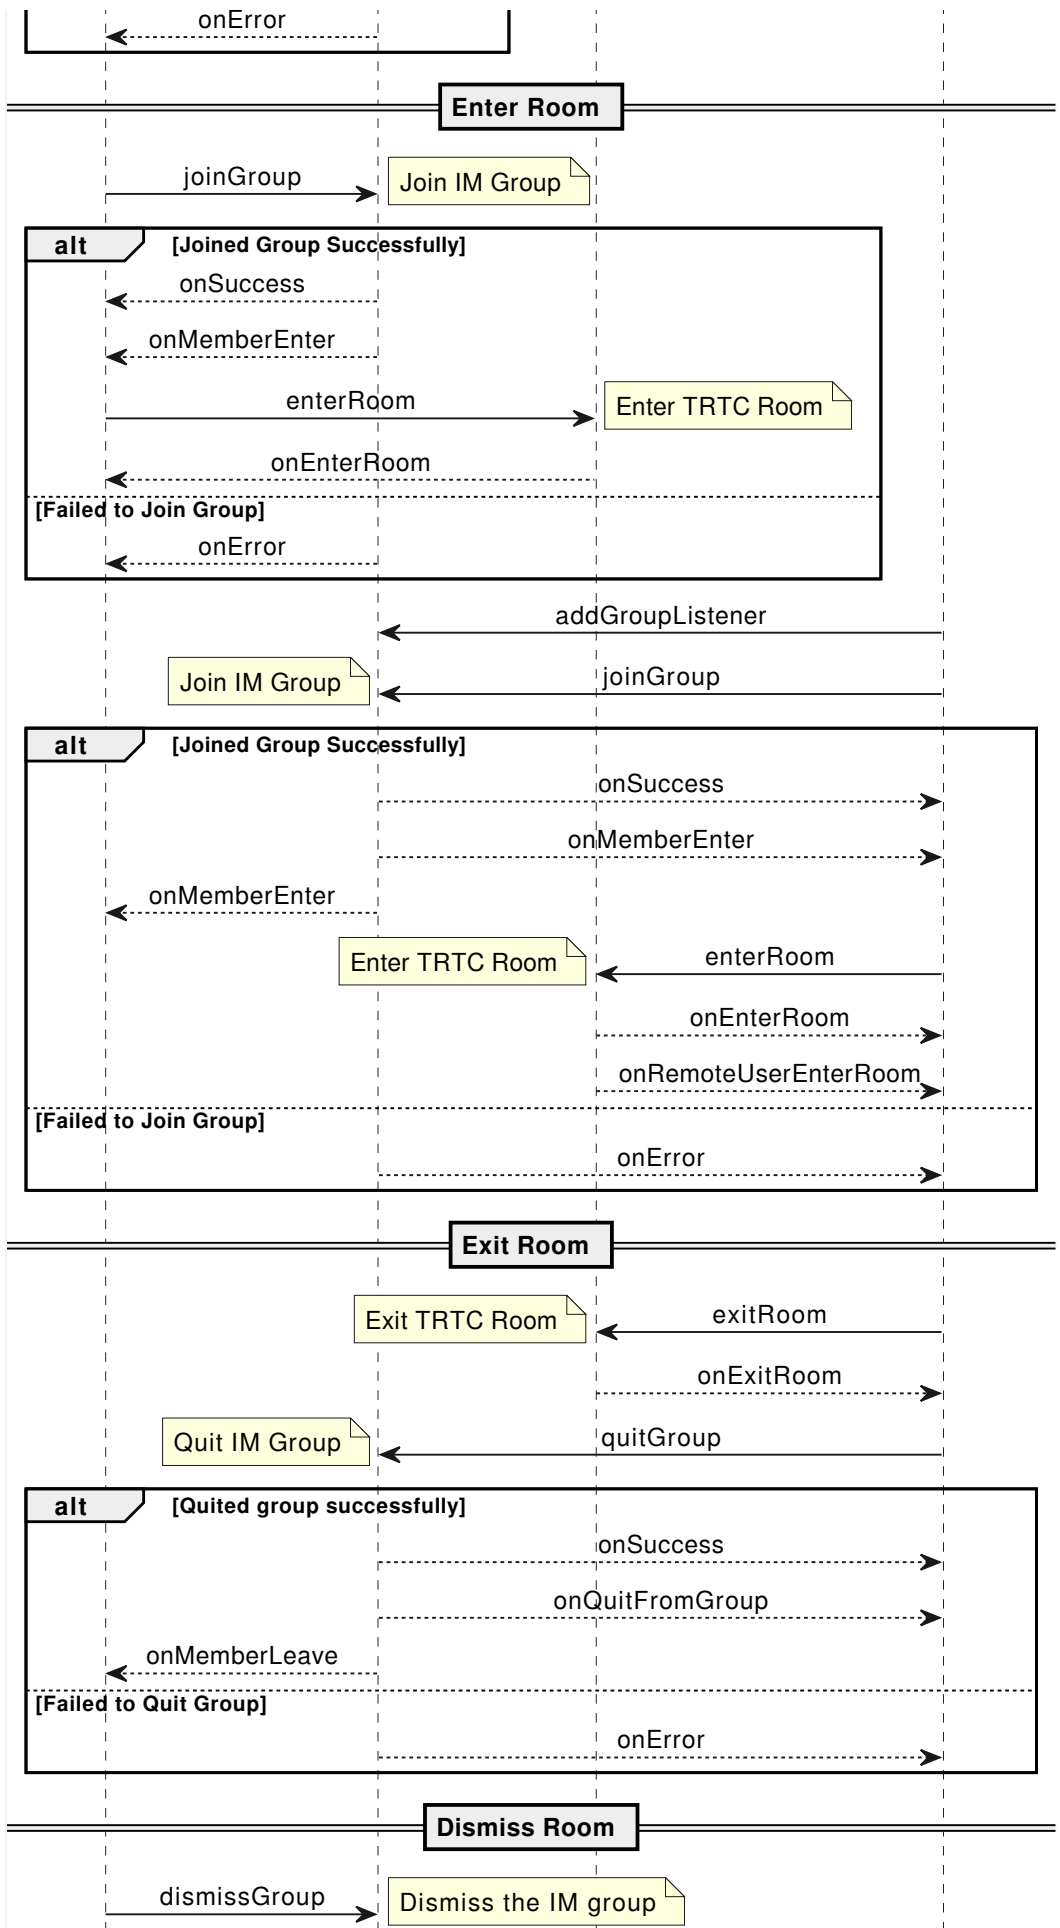 onError
Enter Room
joinGroup
Join IM Group
alt
[Joined Group Successfully]
onSuccess
onMemberEnter
enterRoom
Enter TRTC Room
onEnterRoom
[Failed to Join Group]
onError
addGroupListener
Join IM Group
joinGroup
alt
[Joined Group Successfully]
onSuccess
onMemberEnter
onMemberEnter
Enter TRTC Room
enterRoom
onEnterRoom
onRemoteUserEnterRoom
[Failed to Join Group]
onError
Exit Room
Exit TRTC Room
exitRoom
onExitRoom
Quit IM Group
quitGroup
alt
[Quited group successfully]
onSuccess
onQuitFromGroup
onMemberLeave
[Failed to Quit Group]
onError
Dismiss Room
dismissGroup
Dismiss the IM group